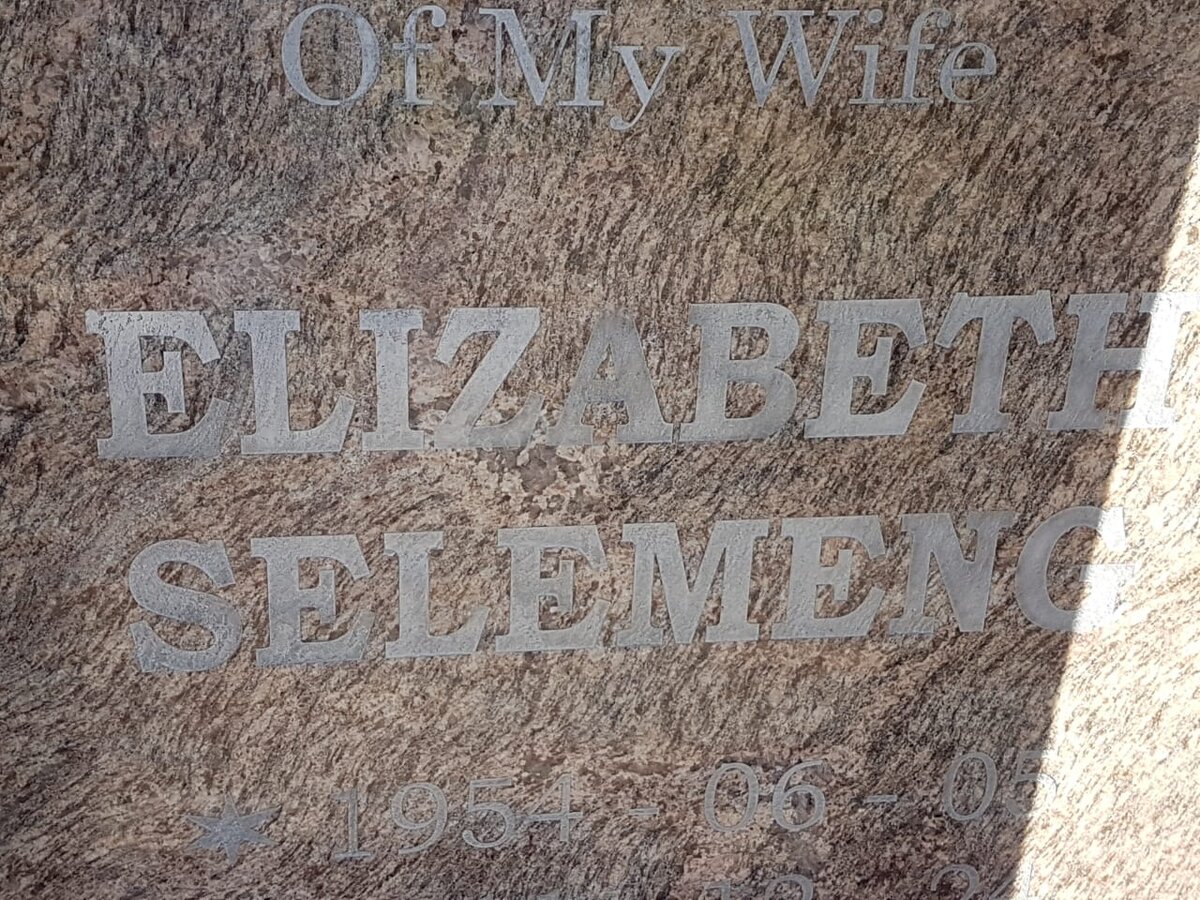 Of My Wife
ELIZABETH
SELEMENG
1954 - 06 - 05